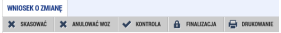 WNIOSEK O ZMIANĘ
SKASOWAĆ ANULOWAĆ WOZ KONTROLA FINALIZACJA DRUKOWANIE